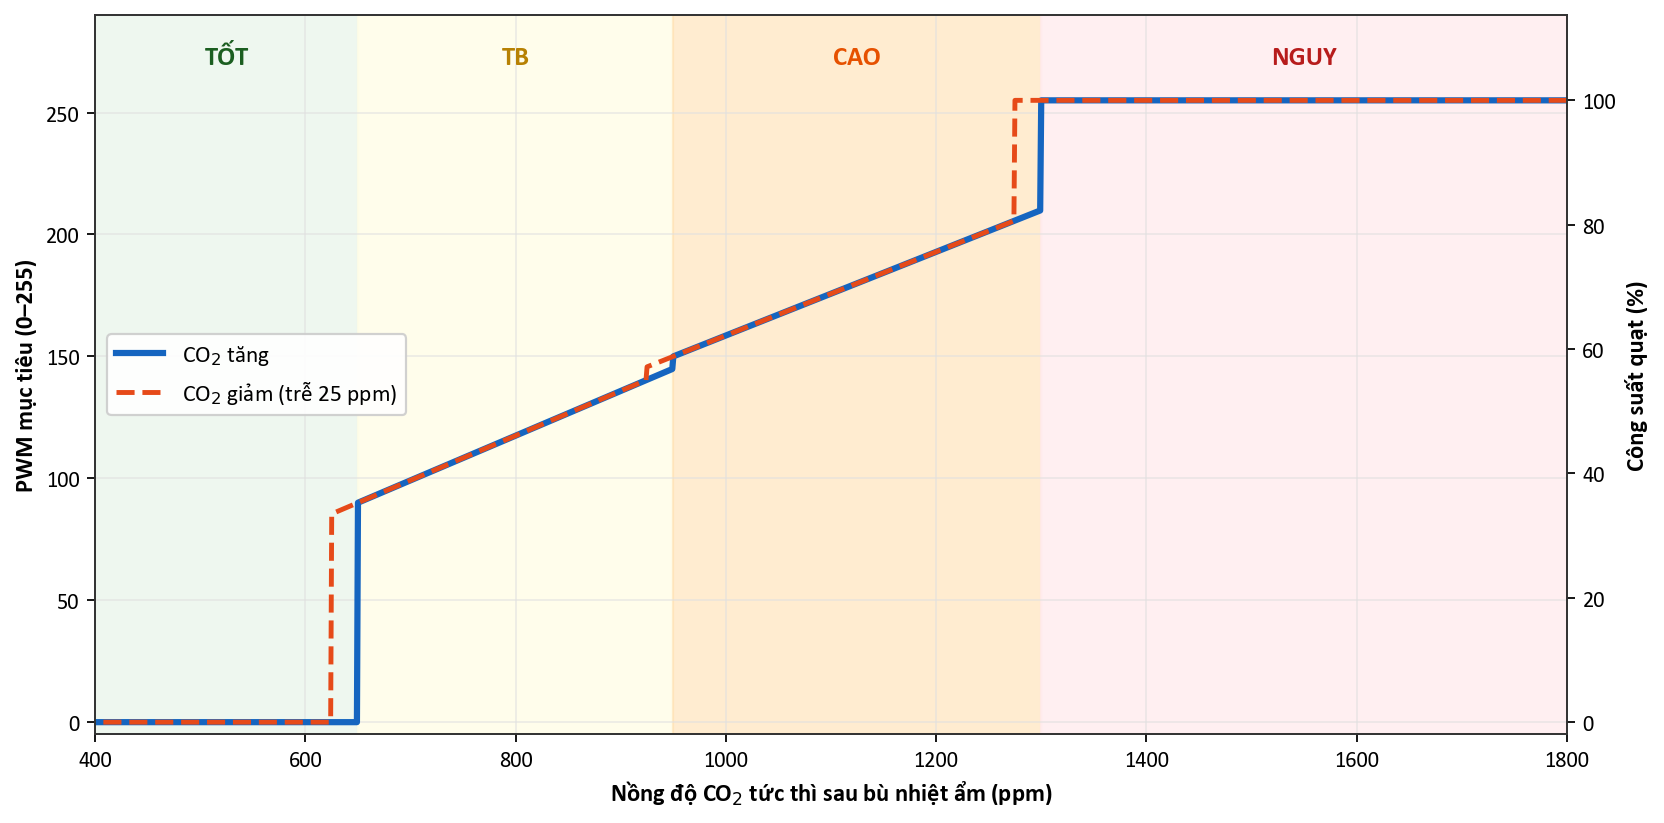 TỐT
TB
CAO
NGUY
PWM mục tiêu (0–255)
250
200
150
100
50
0
CO₂ tăng
CO₂ giảm (trễ 25 ppm)
100
80
60
40
20
0
Công suất quạt (%)
400
600
800
1000
1200
1400
1600
1800
Nồng độ CO₂ tức thì sau bù nhiệt ẩm (ppm)